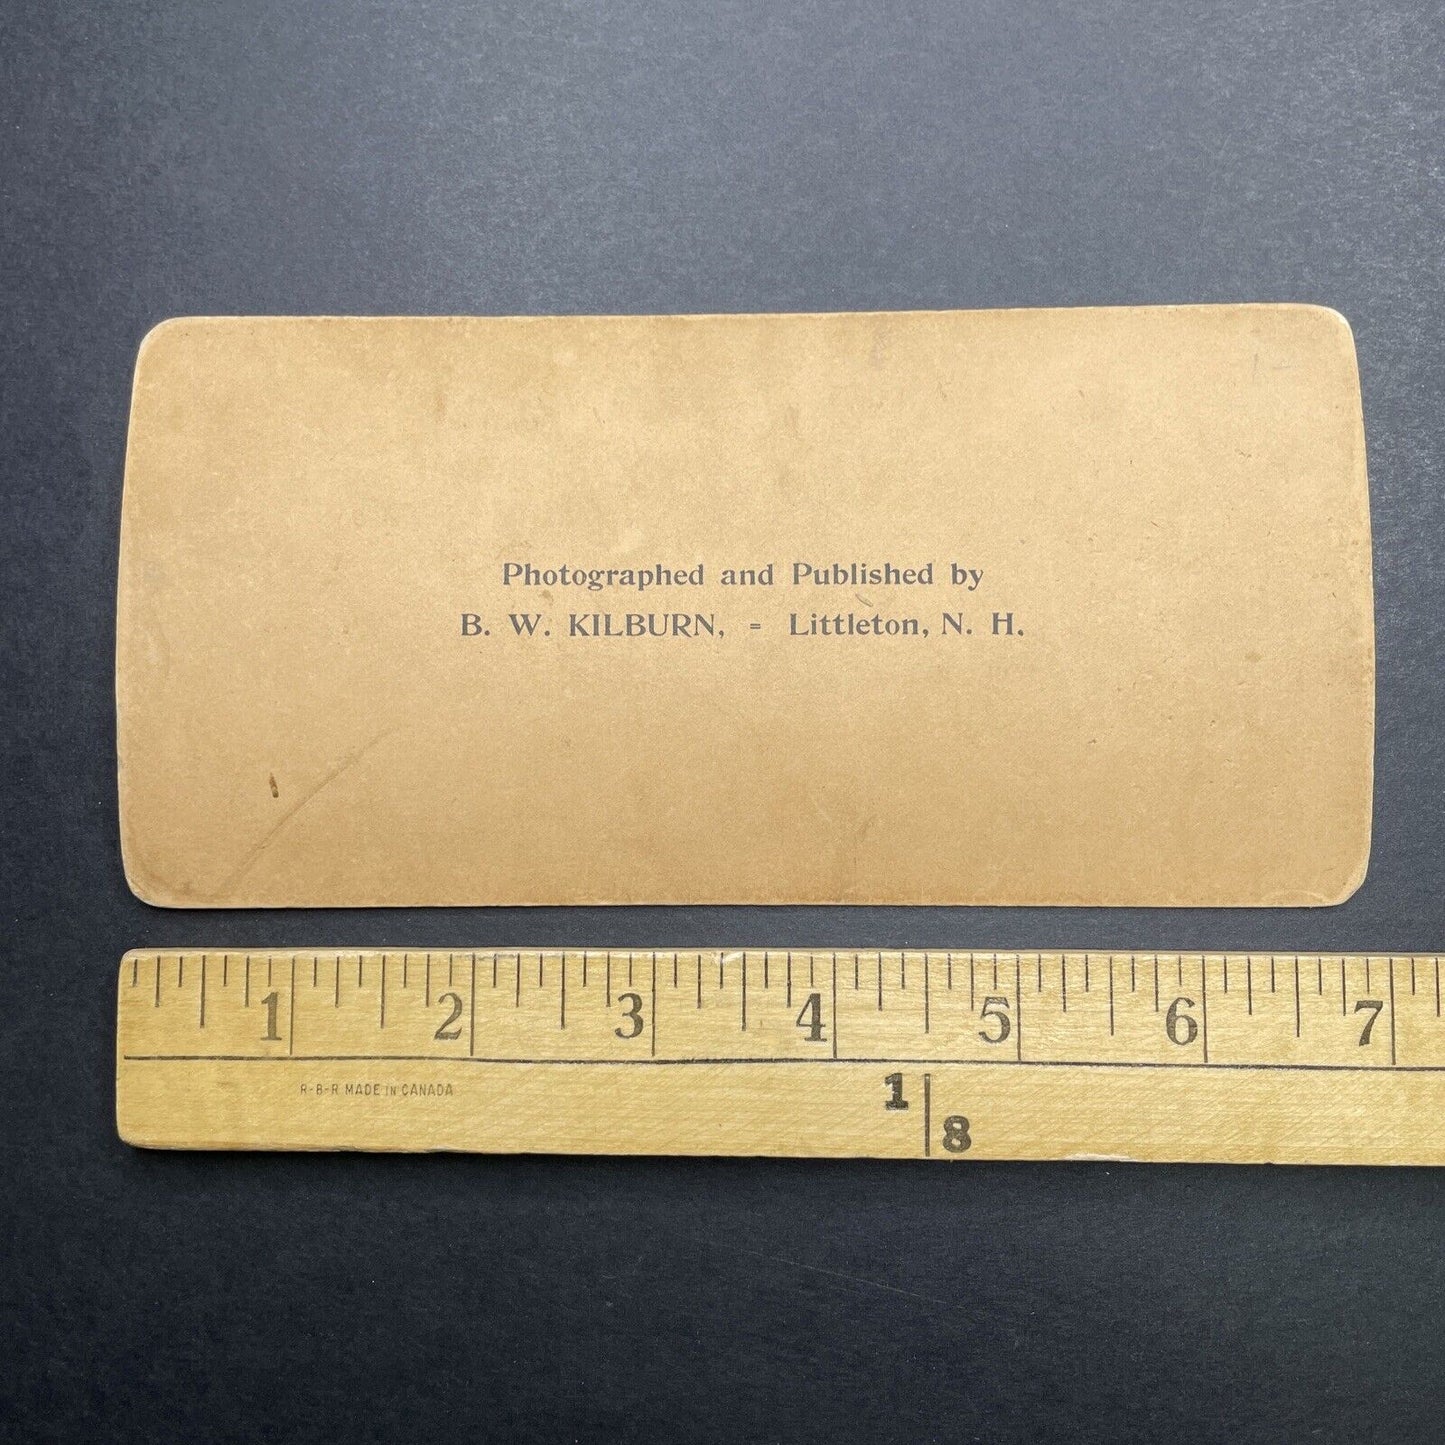 Photographed and Published by
B. W. KILBURN, = Littleton, N. H.
1 2 3 4 5 6 7
R-B-R MADE IN CANADA
1
8